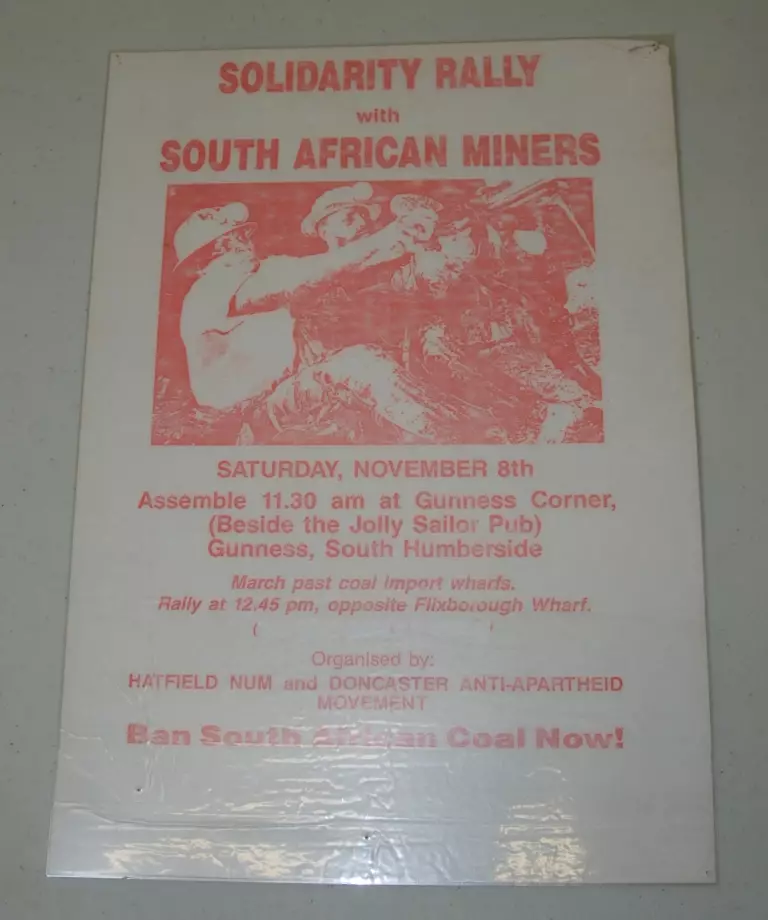 SOLIDARITY RALLY
with
SOUTH AFRICAN MINERS
SATURDAY, NOVEMBER 8th
Assemble 11.30 am at Gunness Corner,
(Beside the Jolly Sailor Pub)
Gunness, South Humberside
March past coal import wharfs.
Rally at 12.45 pm, opposite Flixborough Wharf.
Organised by:
HATFIELD NUM and DONCASTER ANTI-APARTHEID
MOVEMENT
Ban South African Coal Now!